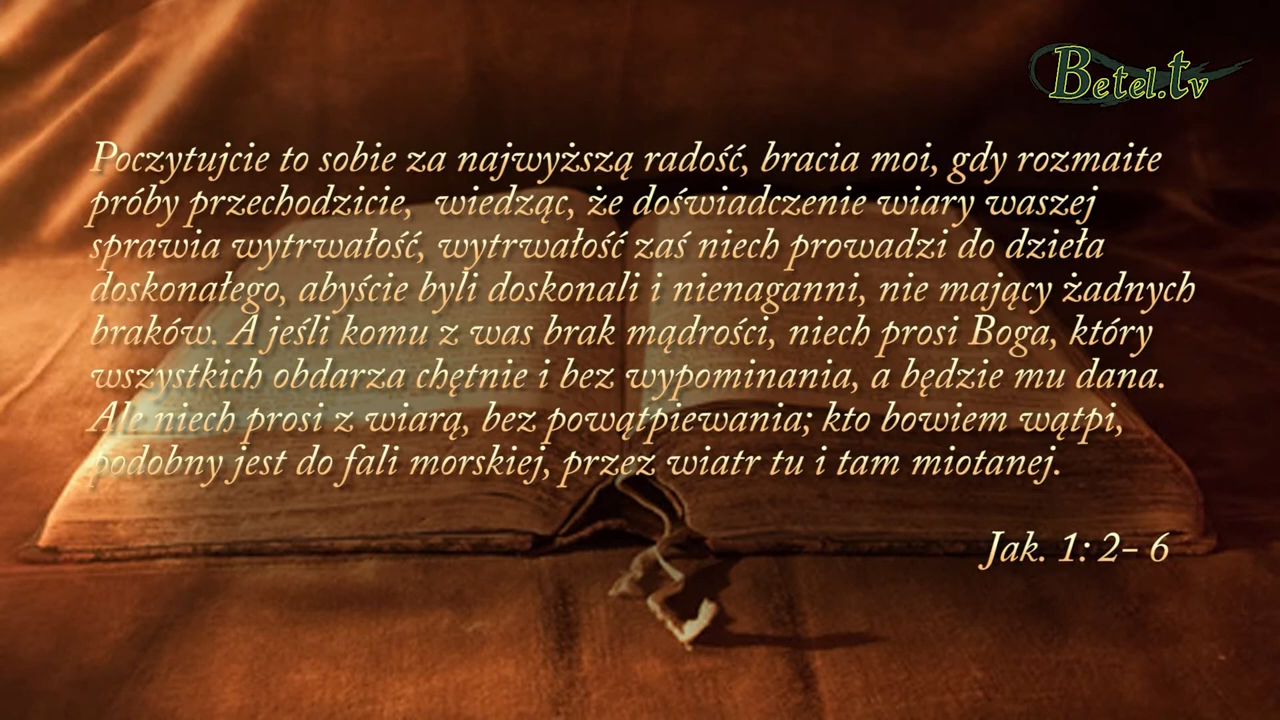 Betel.tv
Poczytujcie to sobie za najwyższą radość, bracia moi, gdy rozmaite
próby przechodzicie,  wiedząc, że doświadczenie wiary waszej
sprawia wytrwałość, wytrwałość zaś niech prowadzi do dzieła
doskonałego, abyście byli doskonali i nienaganni, nie mający żadnych
braków. A jeśli komu z was brak mądrości, niech prosi Boga, który
wszystkich obdarza chętnie i bez wypominania, a będzie mu dana.
Ale niech prosi z wiarą, bez powątpiewania; kto bowiem wątpi,
podobny jest do fali morskiej, przez wiatr tu i tam miotanej.
Jak. 1: 2– 6